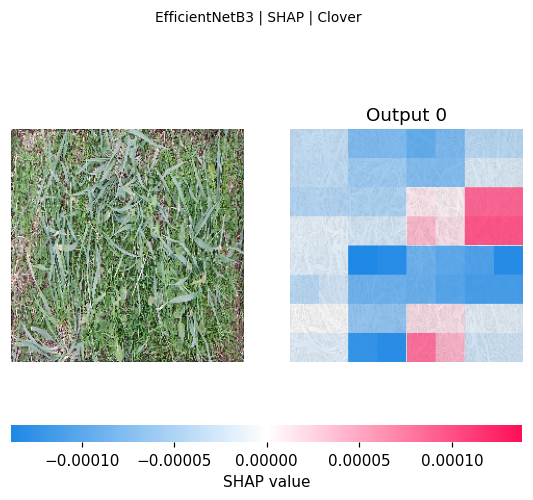 EfficientNetB3 | SHAP | Clover
Output 0
−0.00010 −0.00005 0.00000 0.00005 0.00010
SHAP value